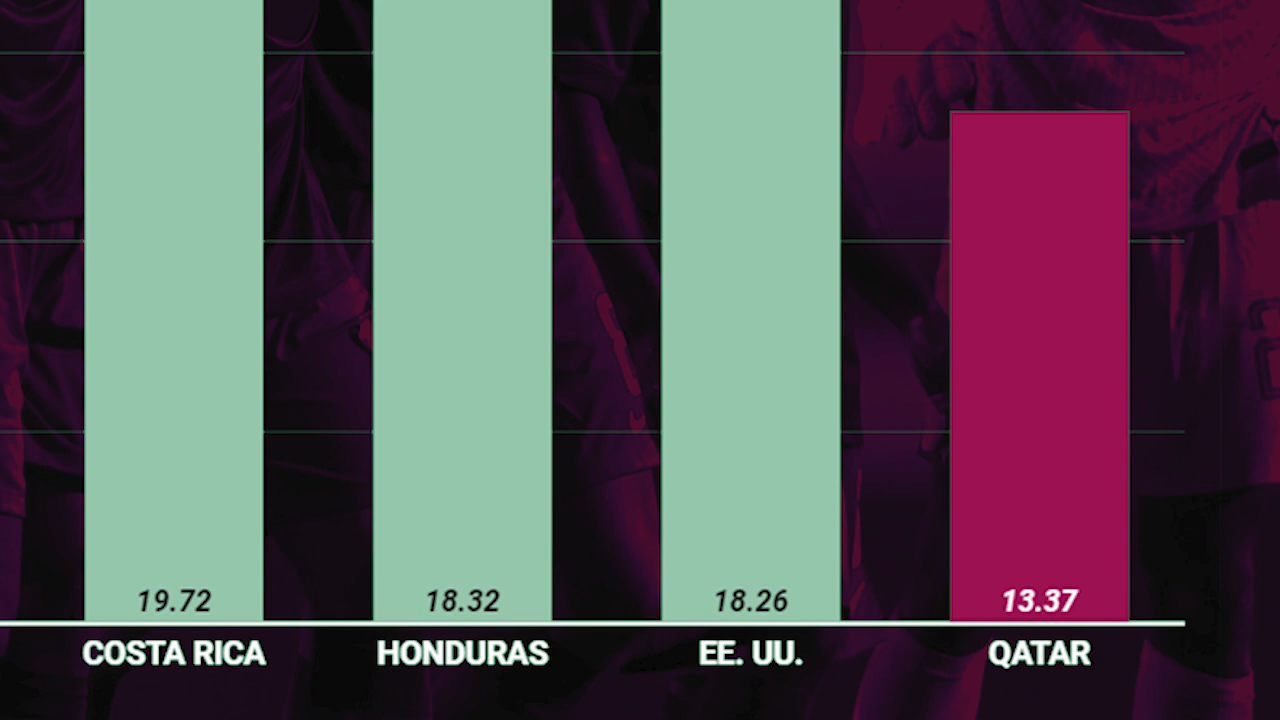 19.72 18.32 18.26 13.37
COSTA RICA HONDURAS EE. UU. QATAR